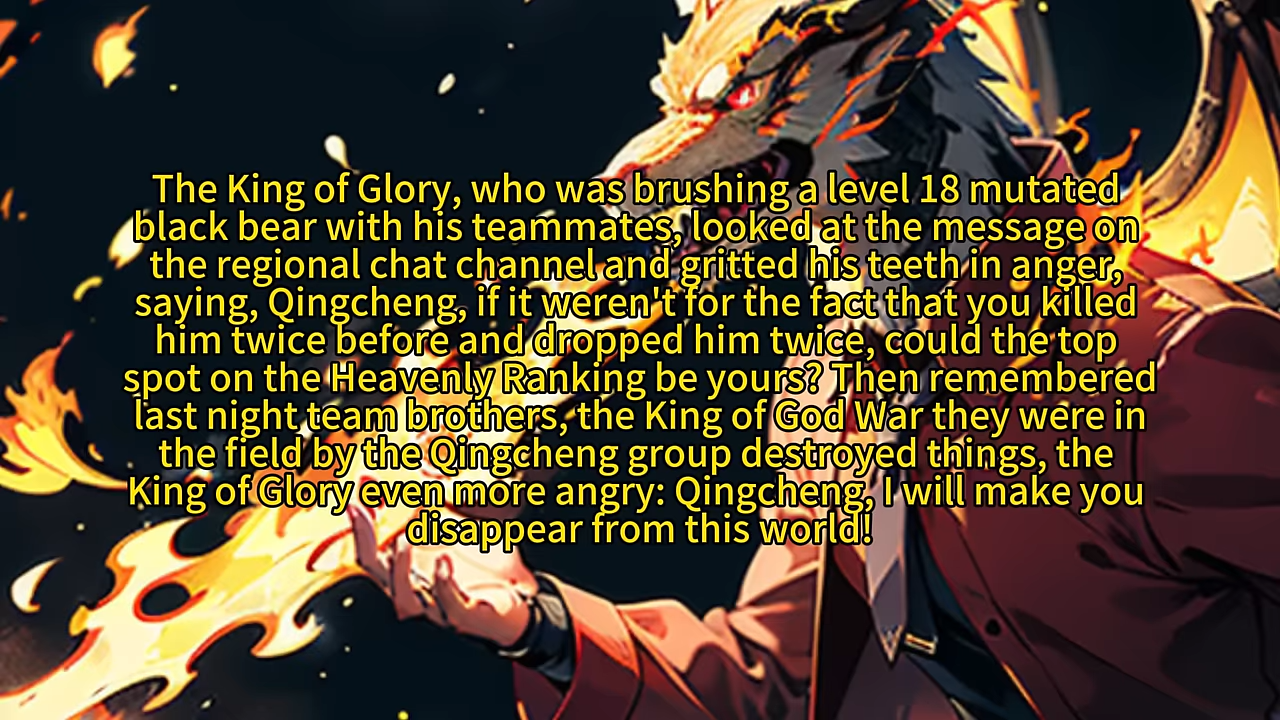 The King of Glory, who was brushing a level 18 mutated
black bear with his teammates, looked at the message on
the regional chat channel and gritted his teeth in anger,
saying, Qingcheng, if it weren't for the fact that you killed
him twice before and dropped him twice, could the top
spot on the Heavenly Ranking be yours? Then remembered
last night team brothers, the King of God War they were in
the field by the Qingcheng group destroyed things, the
King of Glory even more angry: Qingcheng, I will make you
disappear from this world!